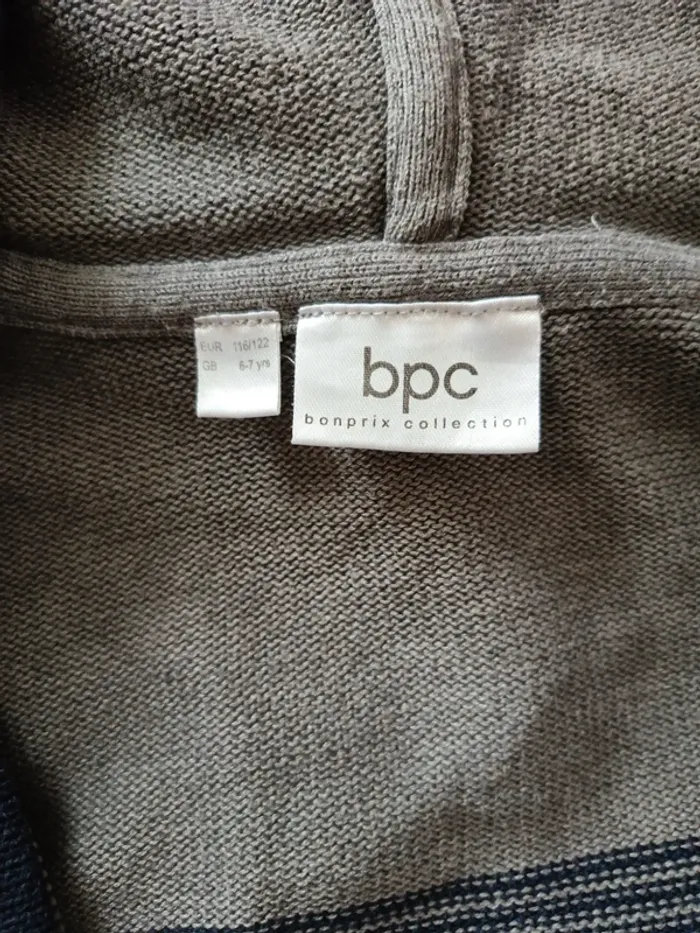 EUR 116/122
GB 6-7 yrs
bpc
bonprix collection